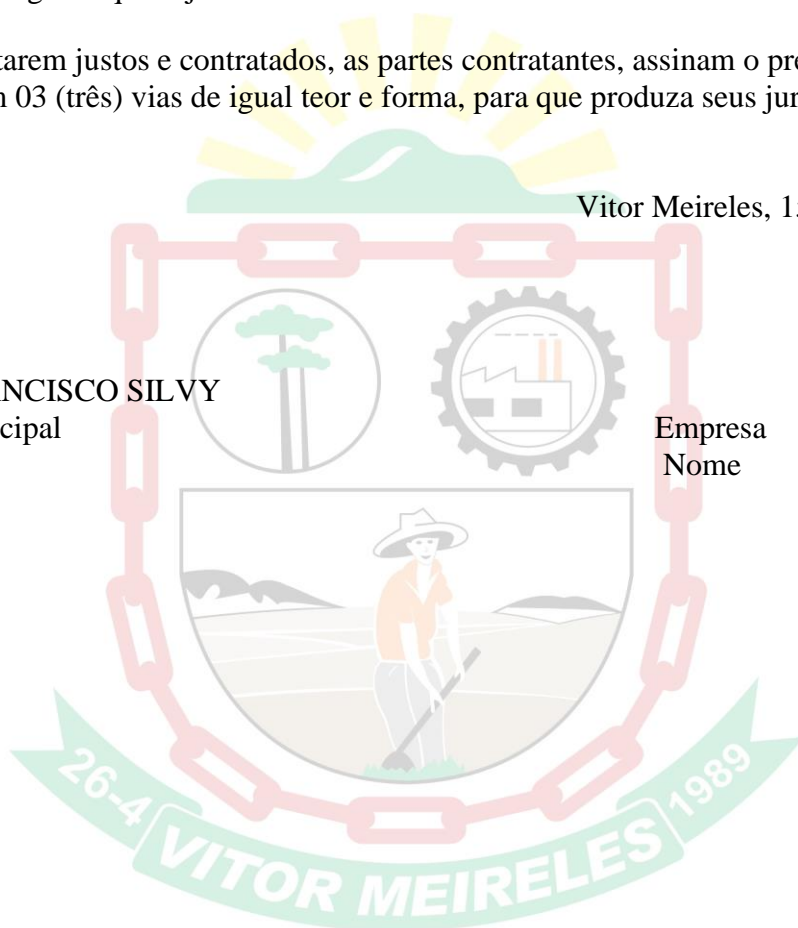 tarem justos e contratados, as partes contratantes, assinam o pre
03 (três) vias de igual teor e forma, para que produza seus jur
Vitor Meireles, 15
NCISCO SILVY
cipal
Empresa
Nome
26-4 VITOR MEIRELES 1989